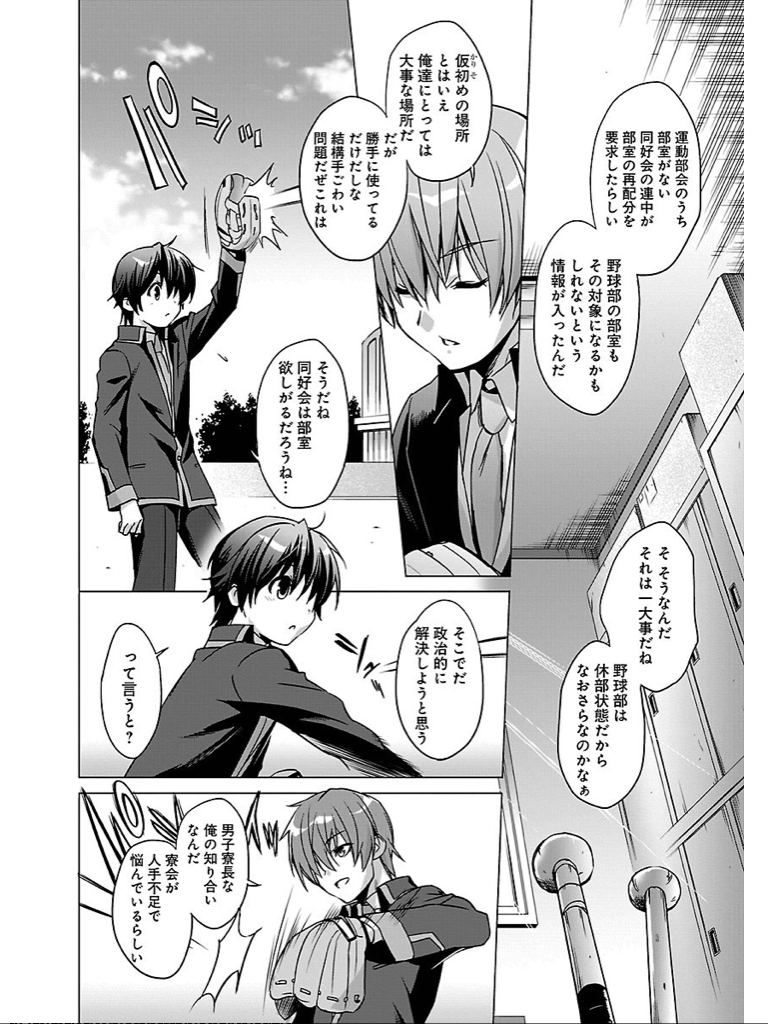 運動部会のうち
部室がない
同好会の連中が
部室の再配分を
要求したらしい
野球部の部室も
その対象になるかも
しれないという
情報が入ったんだ
そ そうなんだ
それは一大事だね
野球部は
休部状態だから
なおさらなのかなぁ
仮初めの場所
かりそ
とはいえ
俺達にとっては
大事な場所だ
だが
勝手に使ってる
だけだしな
結構手ごわい
問題だぜこれは
そうだね
同好会は部室
欲しがるだろうね…
そこでだ
政治的に
解決しようと思う
って言うと?
男子寮長な
俺の知り合い
なんだ
寮会が
人手不足で
悩んでいるらしい